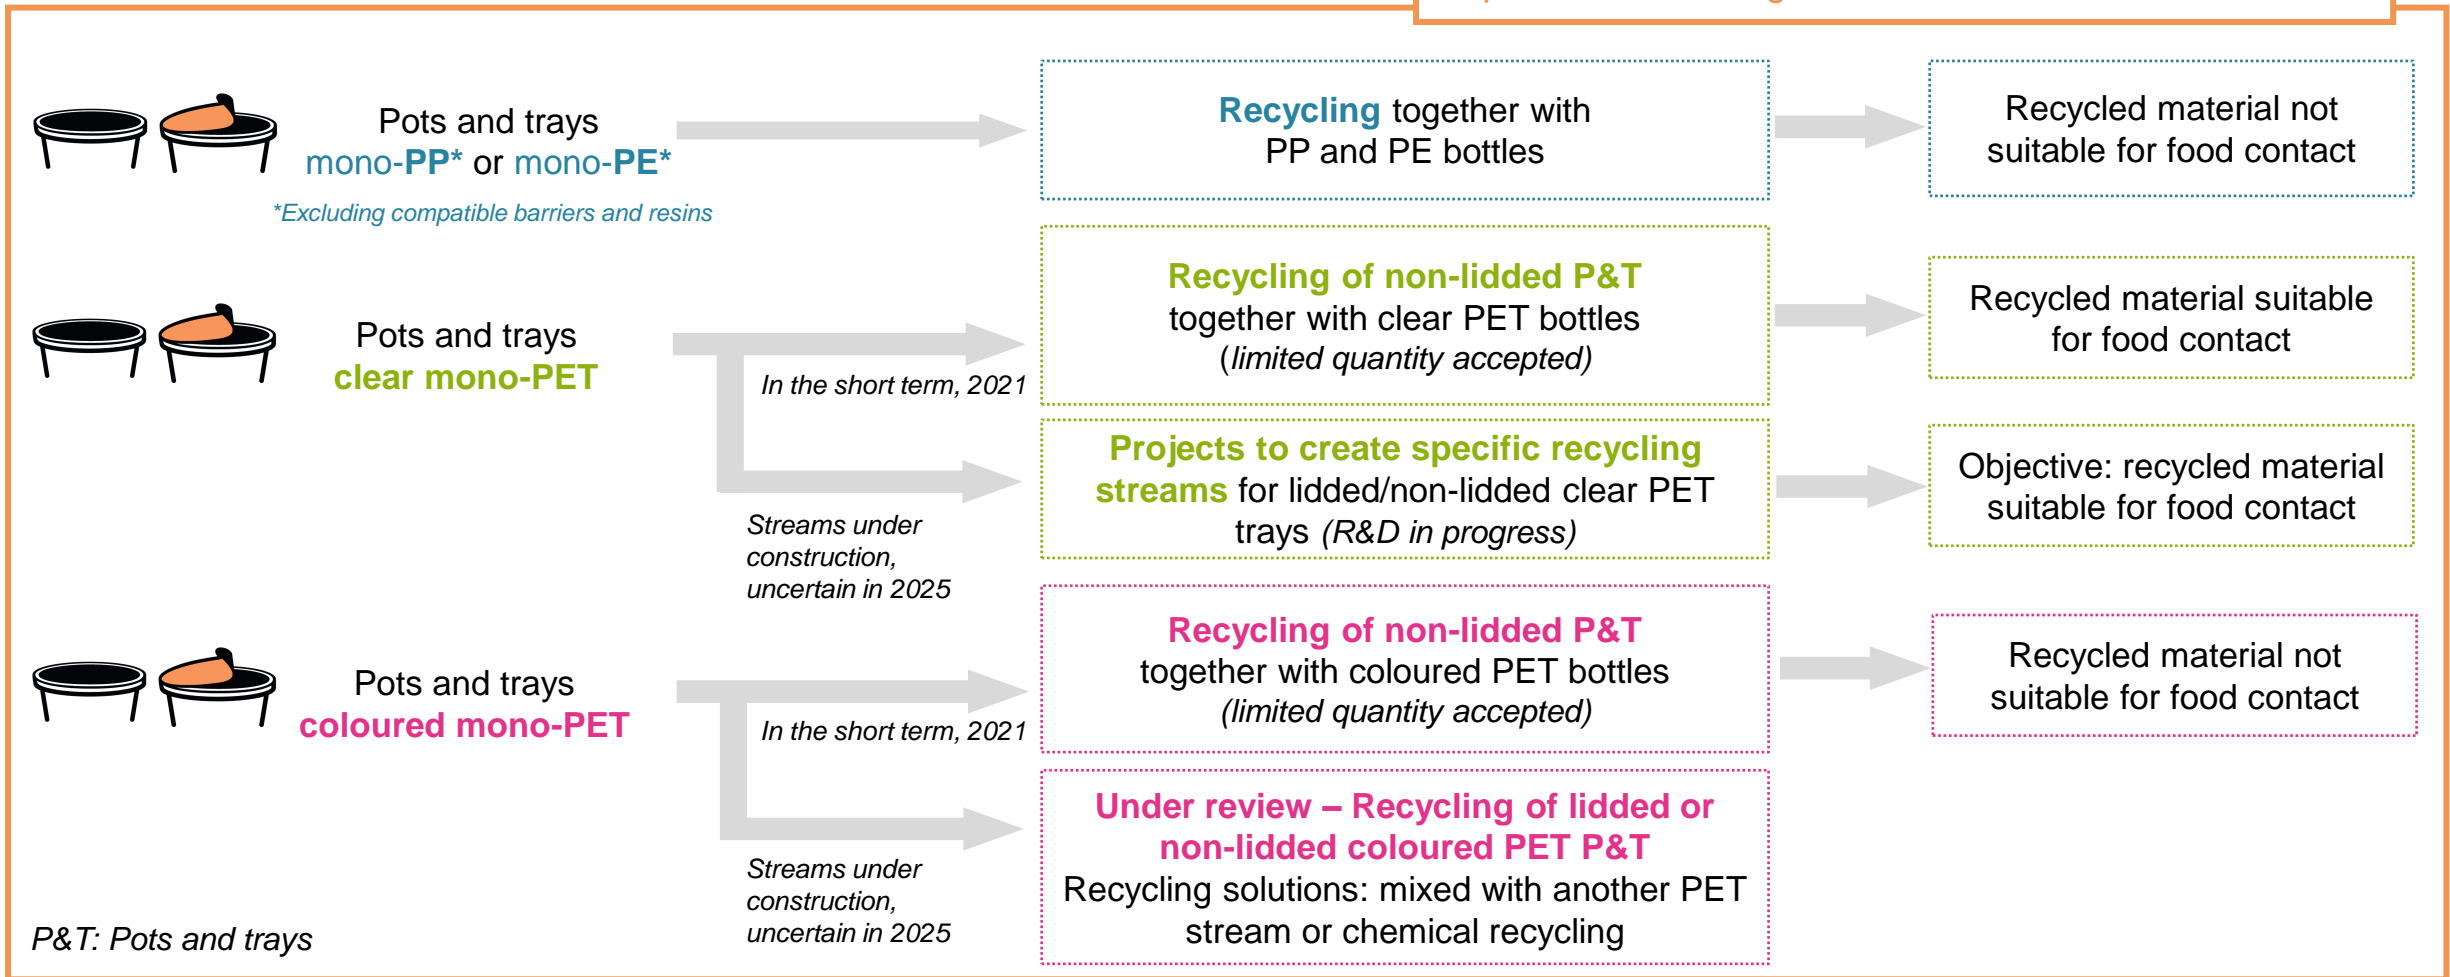 Pots and trays
mono-PP* or mono-PE*
*Excluding compatible barriers and resins
Recycling together with
PP and PE bottles
Recycled material not
suitable for food contact
Pots and trays
clear mono-PET
In the short term, 2021
Recycling of non-lidded P&T
together with clear PET bottles
(limited quantity accepted)
Recycled material suitable
for food contact
Streams under
construction,
uncertain in 2025
Projects to create specific recycling
streams for lidded/non-lidded clear PET
trays (R&D in progress)
Objective: recycled material
suitable for food contact
Pots and trays
coloured mono-PET
In the short term, 2021
Recycling of non-lidded P&T
together with coloured PET bottles
(limited quantity accepted)
Recycled material not
suitable for food contact
Streams under
construction,
uncertain in 2025
Under review – Recycling of lidded or
non-lidded coloured PET P&T
Recycling solutions: mixed with another PET
stream or chemical recycling
P&T: Pots and trays